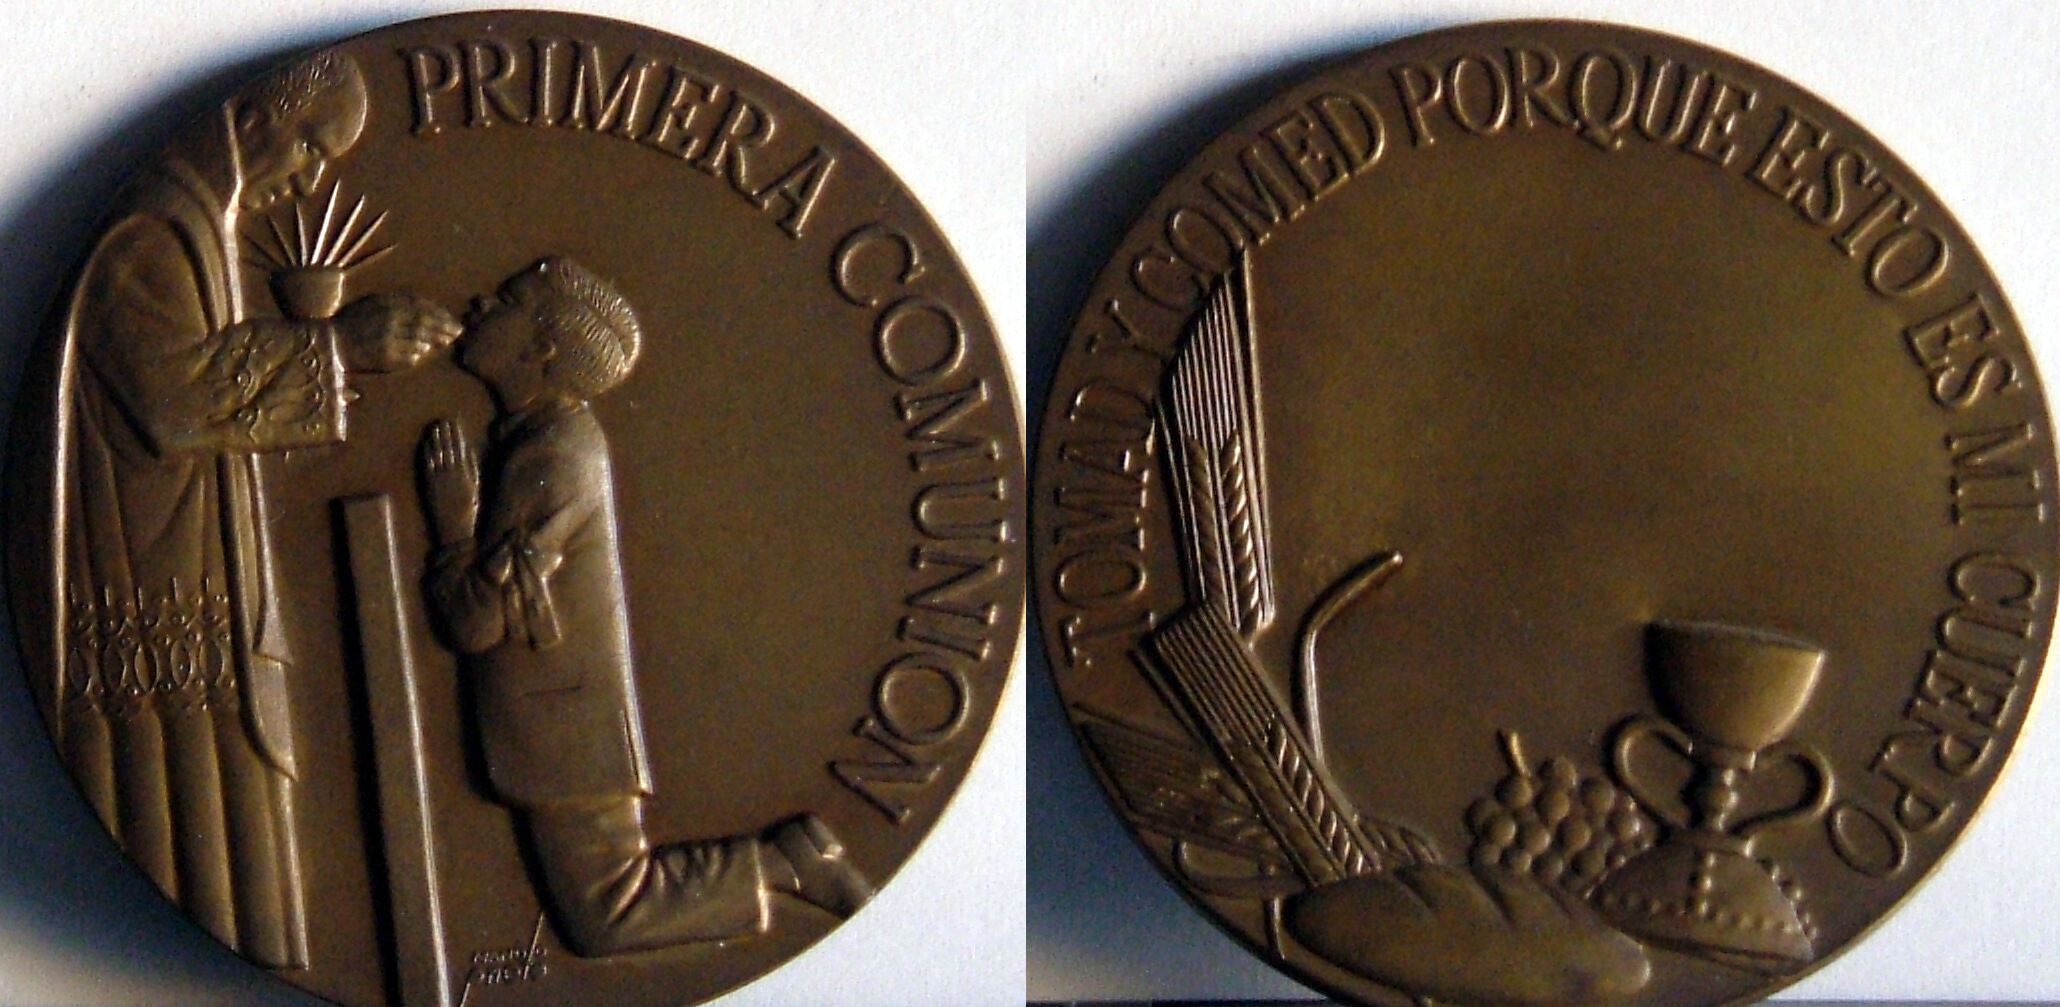 PRIMERA COMUNION
TOMAD Y COMED PORQUE ESTO ES MI CUERPO